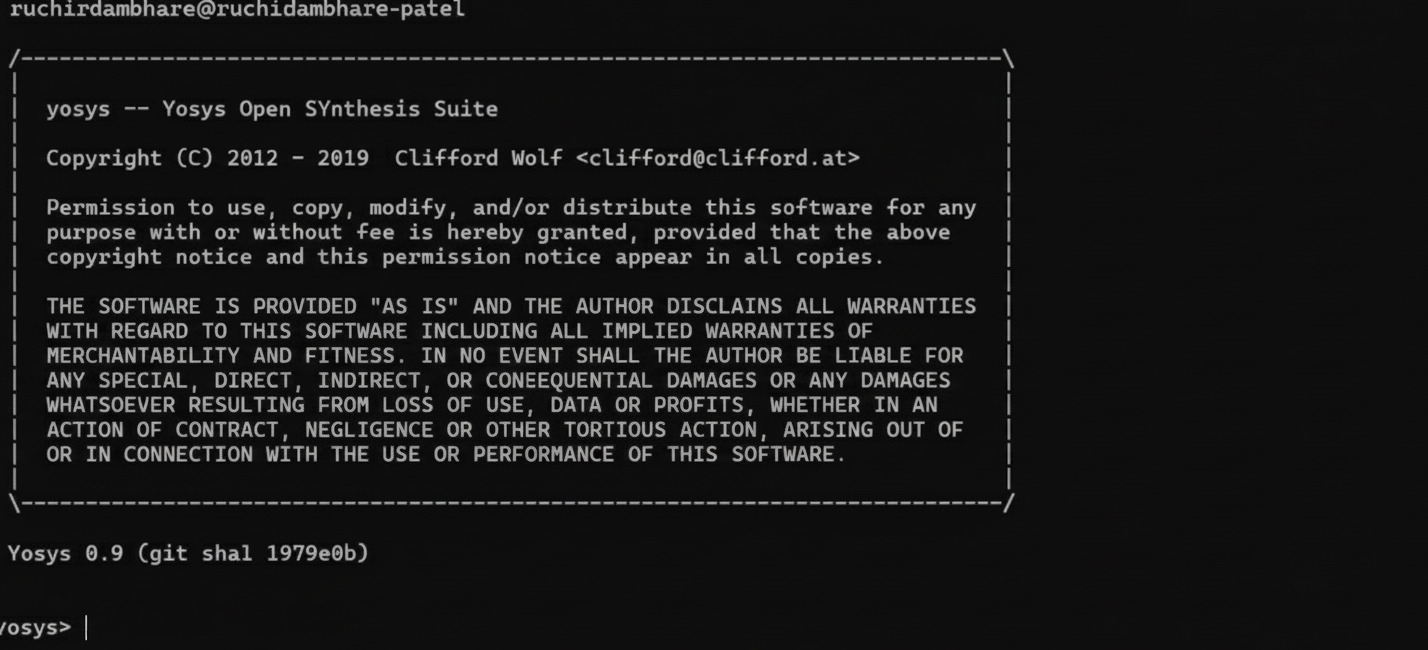 ruchirdambhare@ruchidambhare-patel
/----------------------------------------------------------------------------\
yosys -- Yosys Open SYnthesis Suite
Copyright (C) 2012 - 2019  Clifford Wolf <clifford@clifford.at>
Permission to use, copy, modify, and/or distribute this software for any
purpose with or without fee is hereby granted, provided that the above
copyright notice and this permission notice appear in all copies.
THE SOFTWARE IS PROVIDED "AS IS" AND THE AUTHOR DISCLAINS ALL WARRANTIES
WITH REGARD TO THIS SOFTWARE INCLUDING ALL IMPLIED WARRANTIES OF
MERCHANTABILITY AND FITNESS. IN NO EVENT SHALL THE AUTHOR BE LIABLE FOR
ANY SPECIAL, DIRECT, INDIRECT, OR CONEEQUENTIAL DAMAGES OR ANY DAMAGES
WHATSOEVER RESULTING FROM LOSS OF USE, DATA OR PROFITS, WHETHER IN AN
ACTION OF CONTRACT, NEGLIGENCE OR OTHER TORTIOUS ACTION, ARISING OUT OF
OR IN CONNECTION WITH THE USE OR PERFORMANCE OF THIS SOFTWARE.
\----------------------------------------------------------------------------/
Yosys 0.9 (git shal 1979e0b)
yosys>